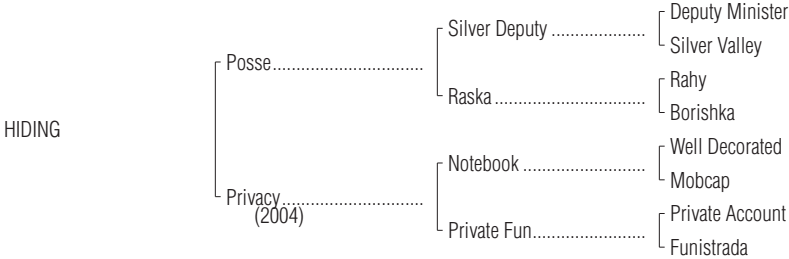 Deputy Minister
Silver Deputy .....................
Silver Valley
Posse.................................
Rahy
Raska .................................
Borishka
HIDING
Well Decorated
Notebook ...........................
Mobcap
Privacy...............................
(2004)
Private Account
Private Fun.........................
Funistrada